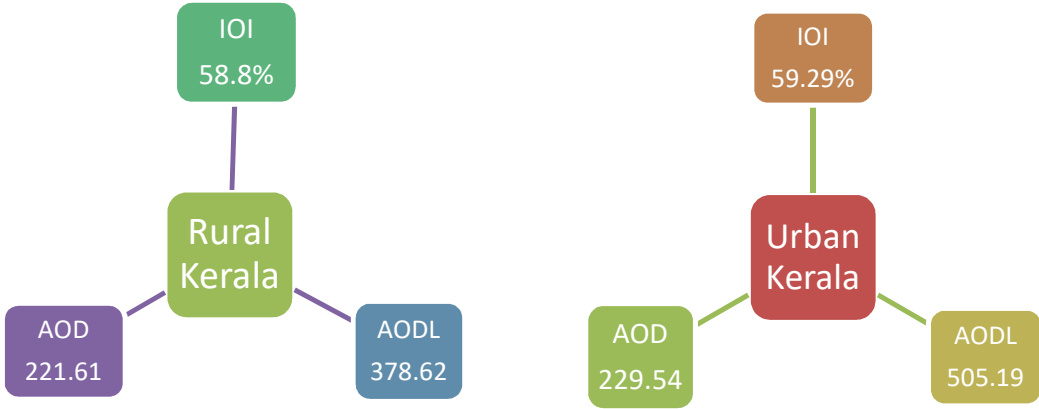 IOI
58.8%
Rural
Kerala
AOD
221.61
AODL
378.62
IOI
59.29%
Urban
Kerala
AOD
229.54
AODL
505.19